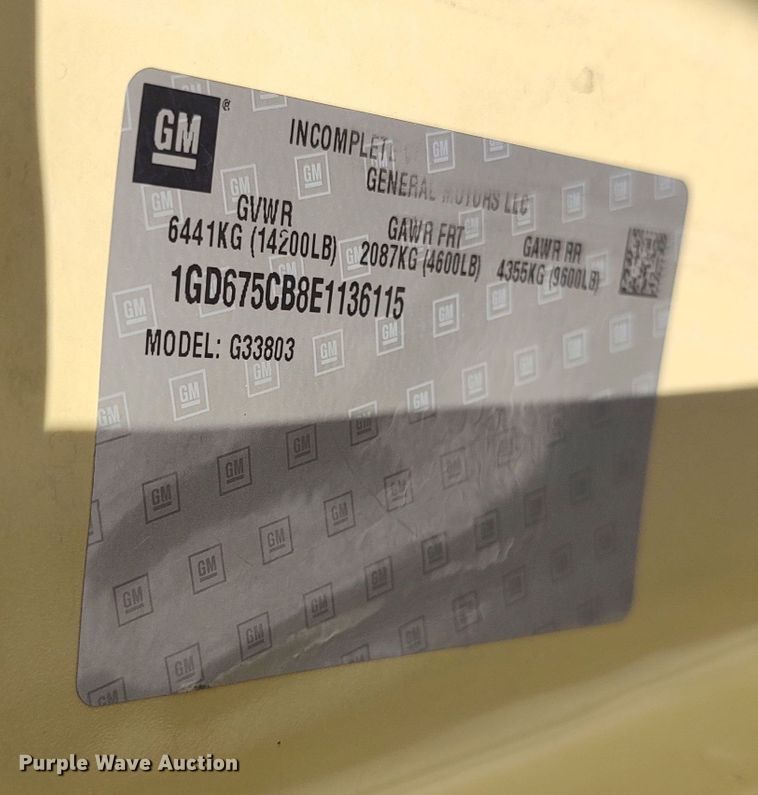 GM®
INCOMPLETE
GENERAL MOTORS LLC
GVWR GAWR FRT GAWR RR
6441KG (14200LB) 2087KG (4600LB) 4355KG (9600LB)
1GD675CB8E1136115
MODEL: G33803
Purple Wave Auction